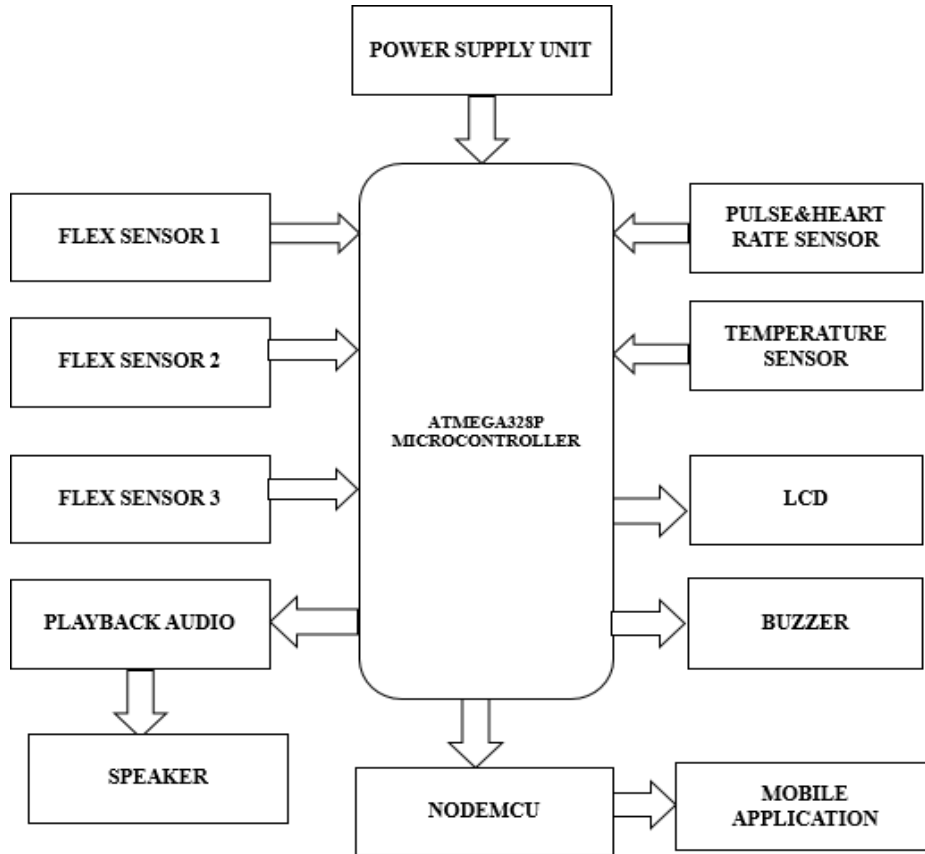 POWER SUPPLY UNIT
FLEX SENSOR 1
PULSE&HEART
RATE SENSOR
FLEX SENSOR 2
TEMPERATURE
SENSOR
ATMEGA328P
MICROCONTROLLER
FLEX SENSOR 3
LCD
PLAYBACK AUDIO
BUZZER
SPEAKER
NODEMCU
MOBILE
APPLICATION